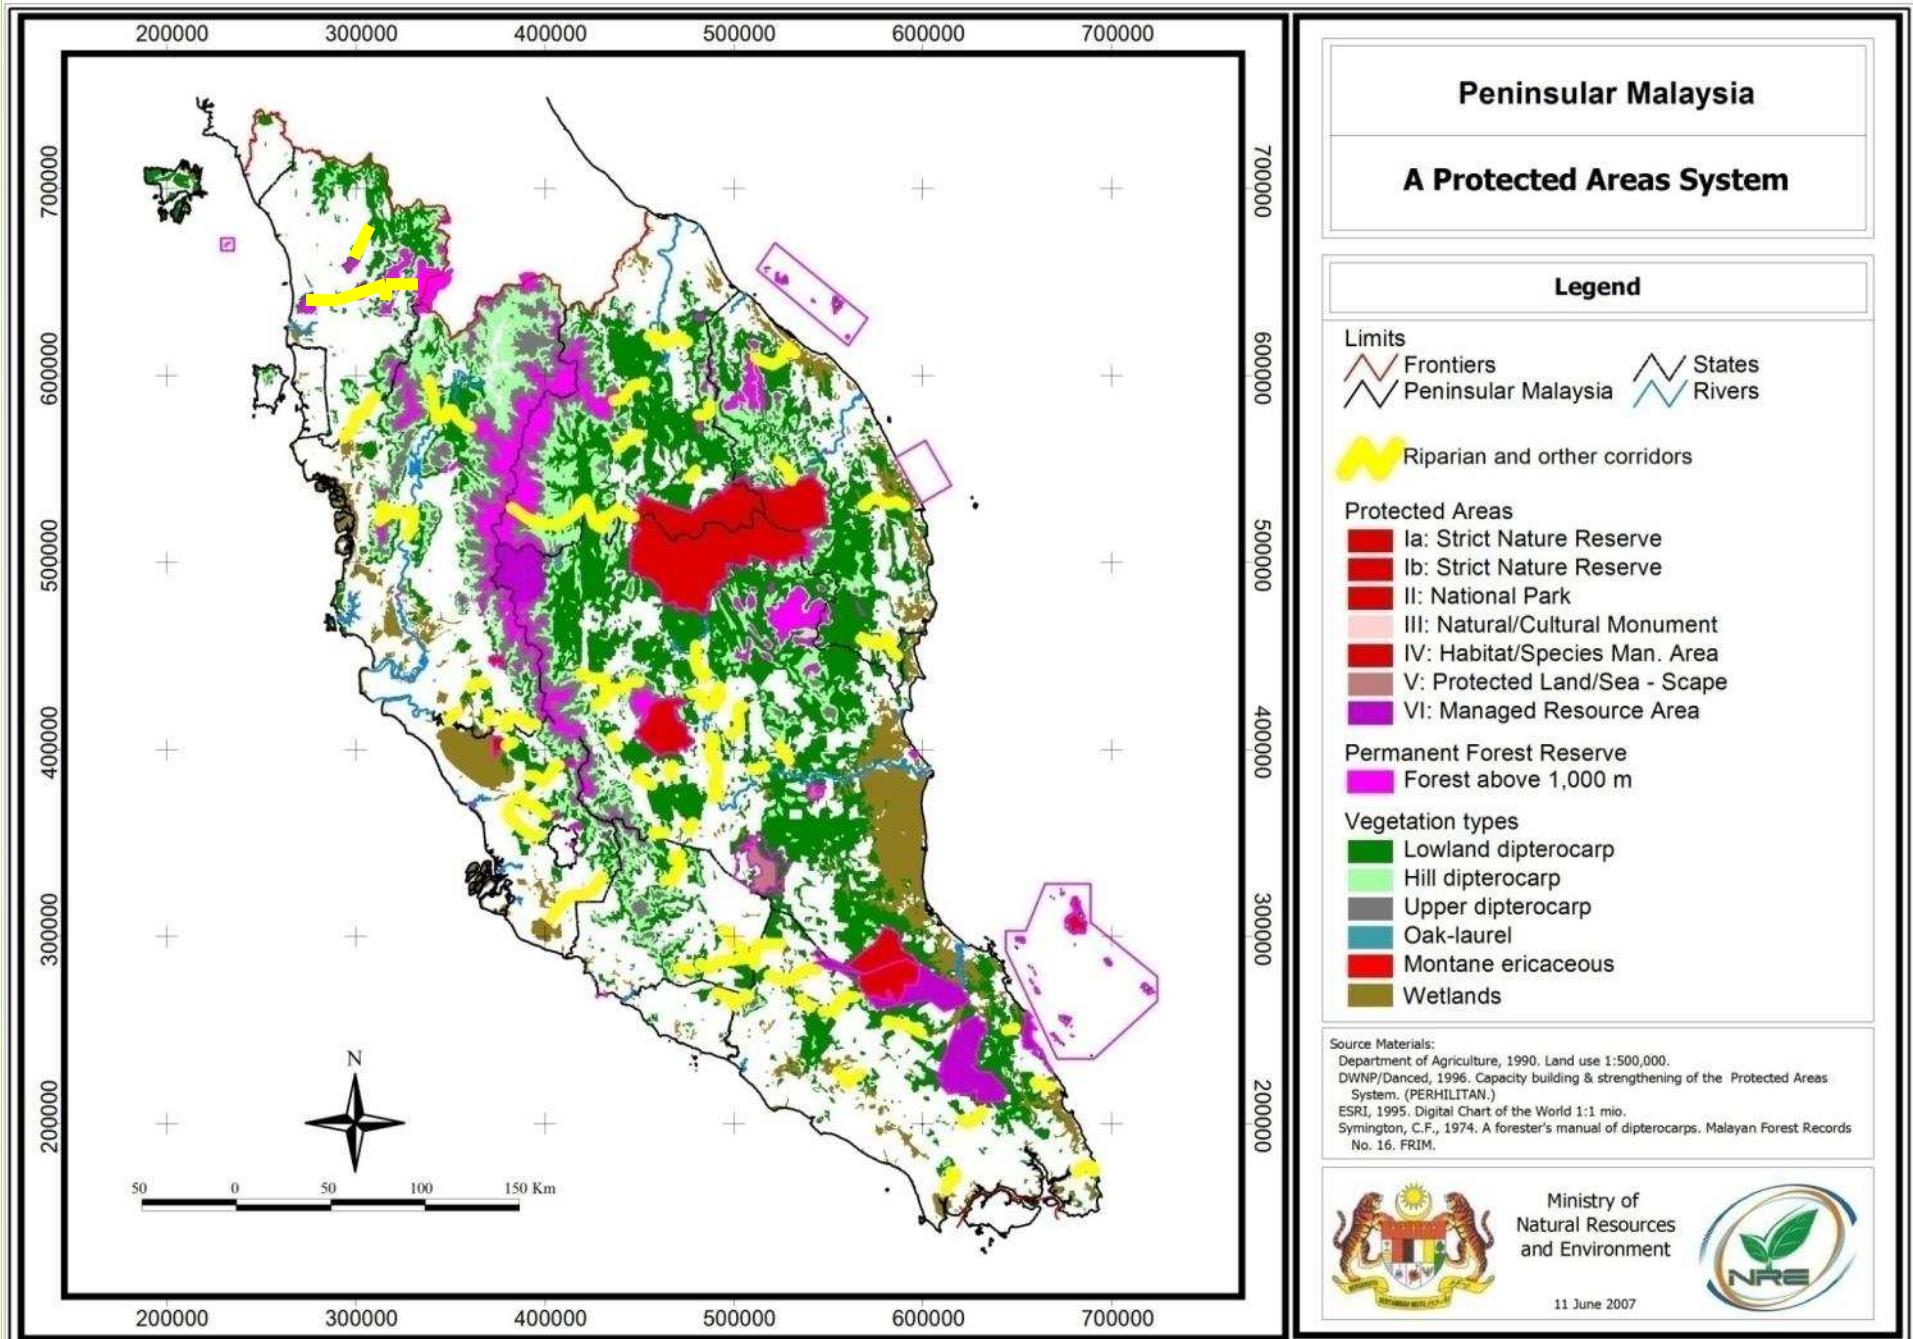 200000 300000 400000 500000 600000 700000
700000
600000
500000
400000
300000
200000
700000
600000
500000
400000
300000
200000
N
50 0 50 100 150 Km
200000 300000 400000 500000 600000 700000
Peninsular Malaysia
A Protected Areas System
Legend
Limits
Frontiers
States
Peninsular Malaysia
Rivers
Riparian and orther corridors
Protected Areas
Ia: Strict Nature Reserve
Ib: Strict Nature Reserve
II: National Park
III: Natural/Cultural Monument
IV: Habitat/Species Man. Area
V: Protected Land/Sea - Scape
VI: Managed Resource Area
Permanent Forest Reserve
Forest above 1,000 m
Vegetation types
Lowland dipterocarp
Hill dipterocarp
Upper dipterocarp
Oak-laurel
Montane ericaceous
Wetlands
Source Materials:
Department of Agriculture, 1990. Land use 1:500,000.
DWNP/Danced, 1996. Capacity building & strengthening of the Protected Areas
System. (PERHILITAN.)
ESRI, 1995. Digital Chart of the World 1:1 mio.
Symington, C.F., 1974. A forester's manual of dipterocarps. Malayan Forest Records
No. 16. FRIM.
Ministry of
Natural Resources
and Environment
11 June 2007
NRE